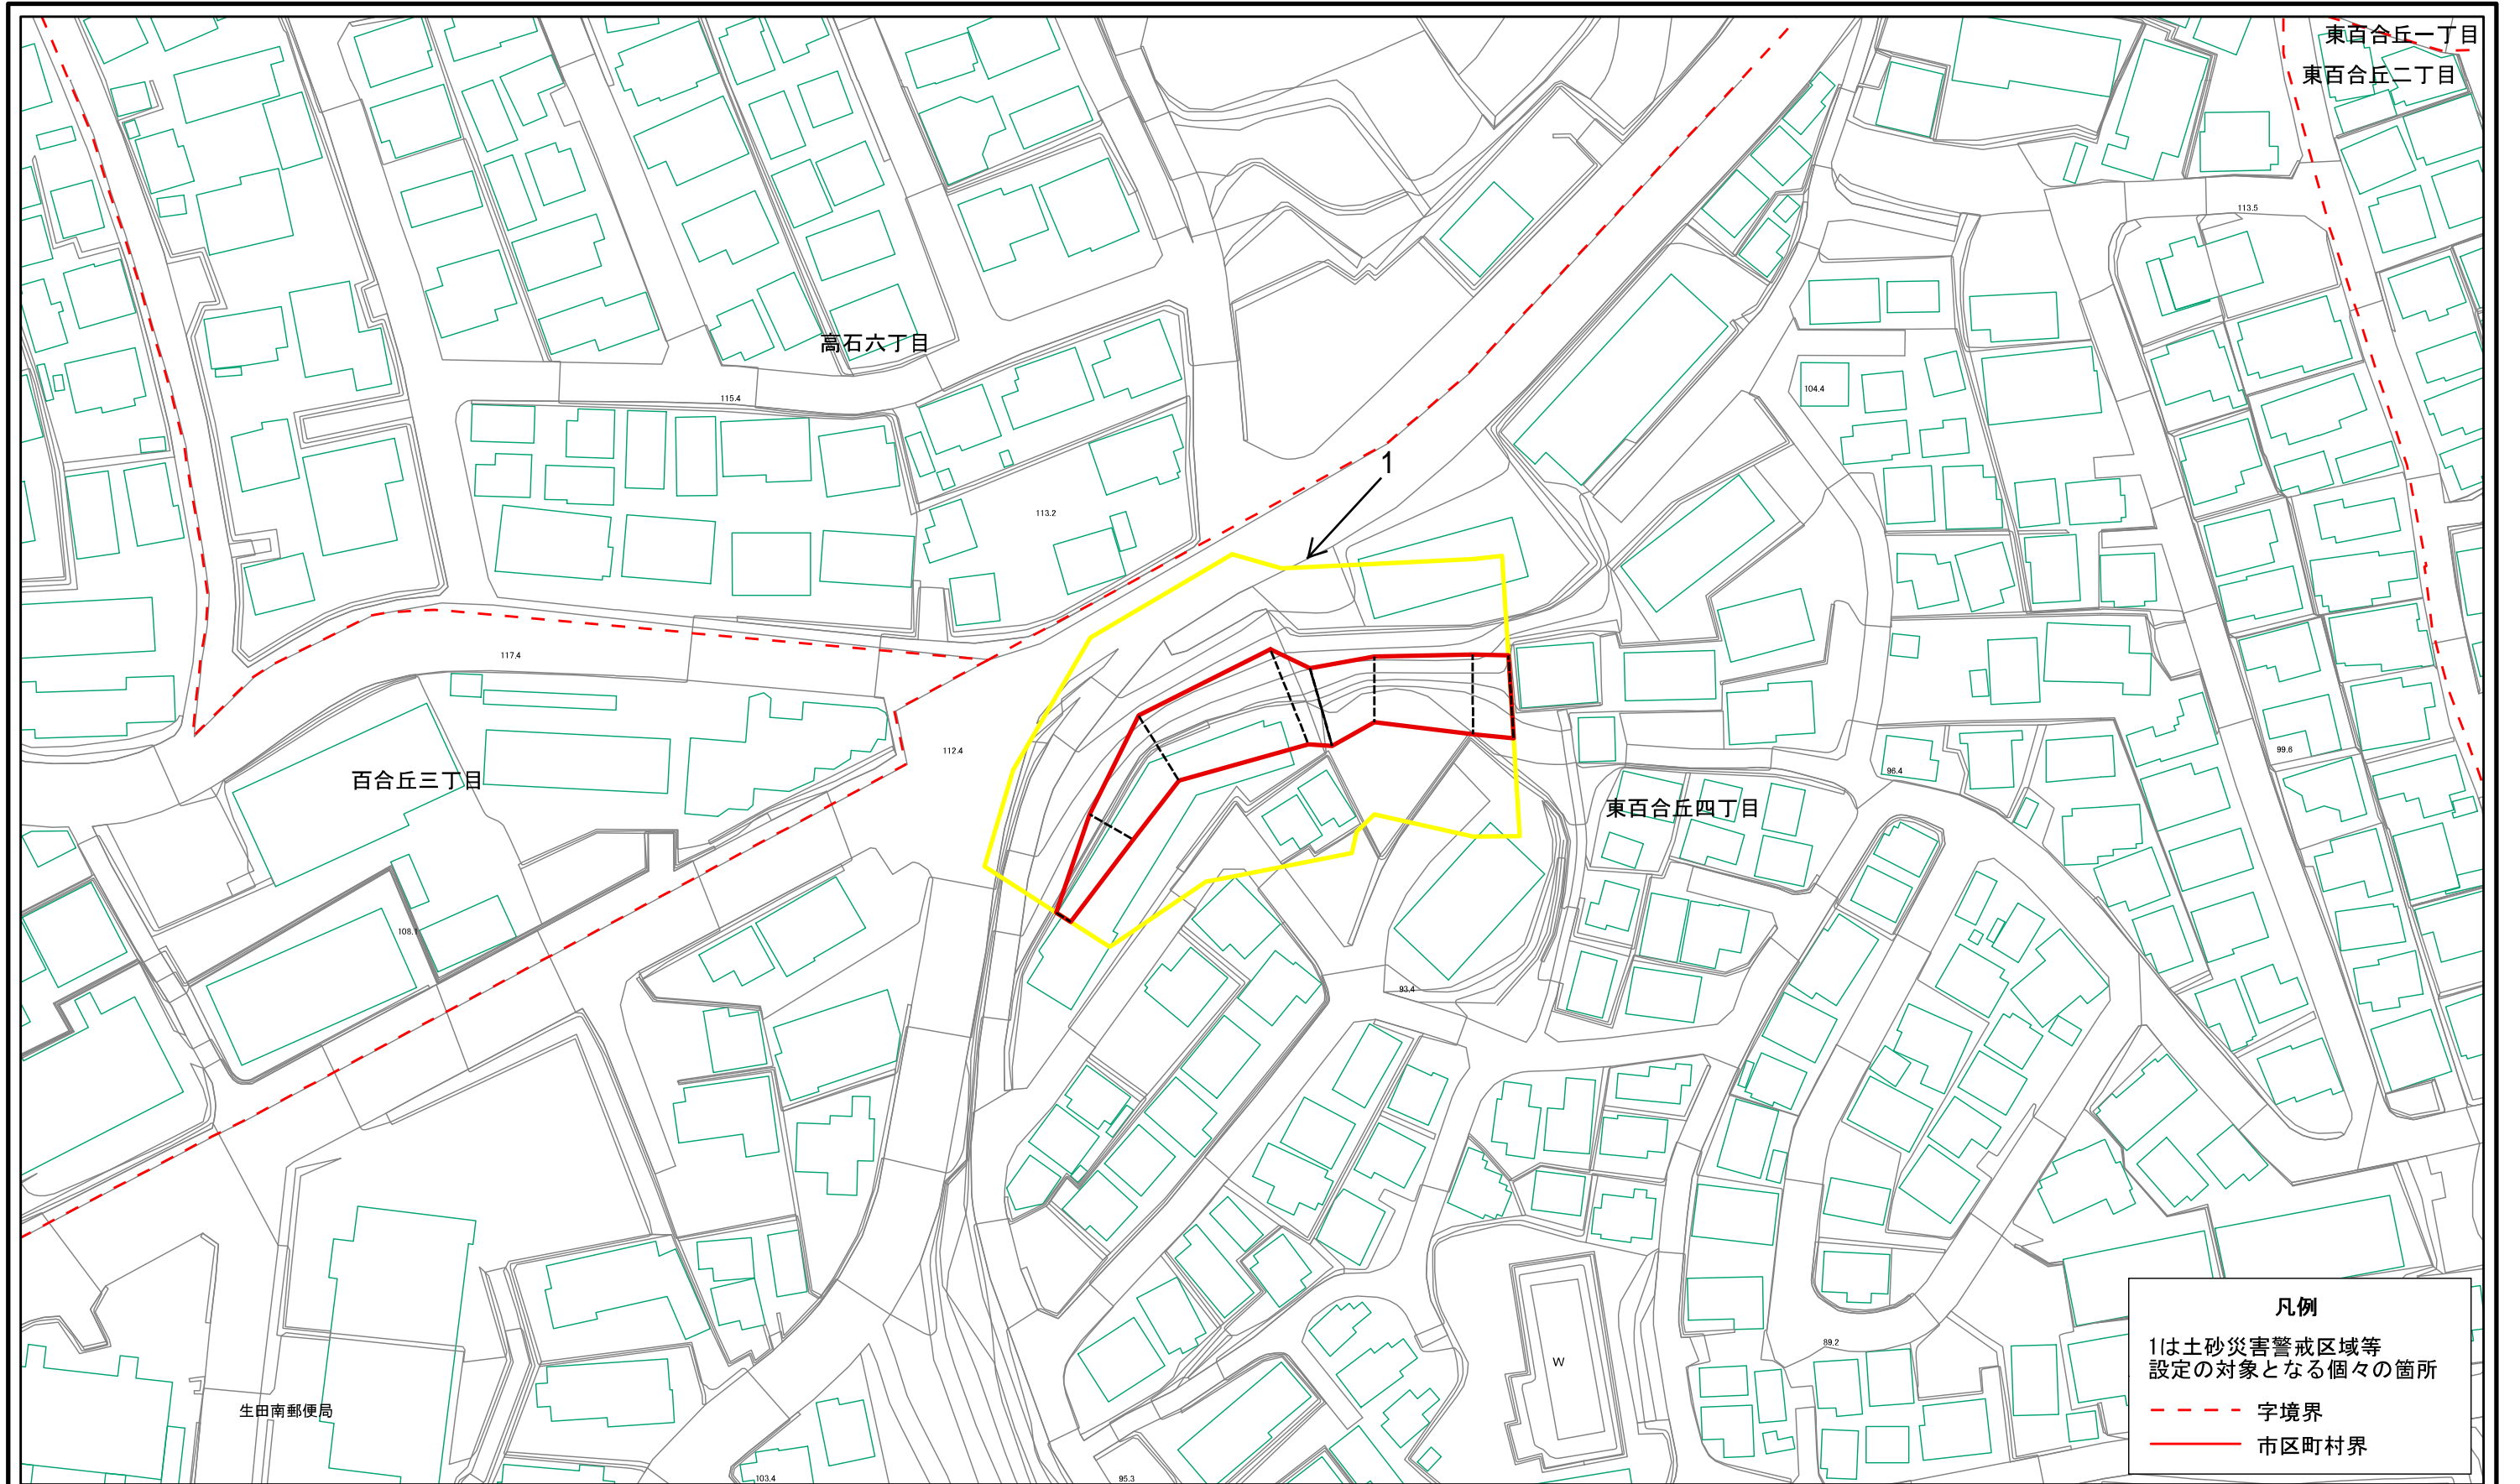 東百合丘一丁目
東百合丘二丁目
113.5
高石六丁目
115.4
104.4
1
113.2
117.4
112.4
99.6
96.4
百合丘三丁目
東百合丘四丁目
108.1
93.4
89.2
W
生田南郵便局
103.4
95.3
凡例
1は土砂災害警戒区域等
設定の対象となる個々の箇所
字境界
市区町村界